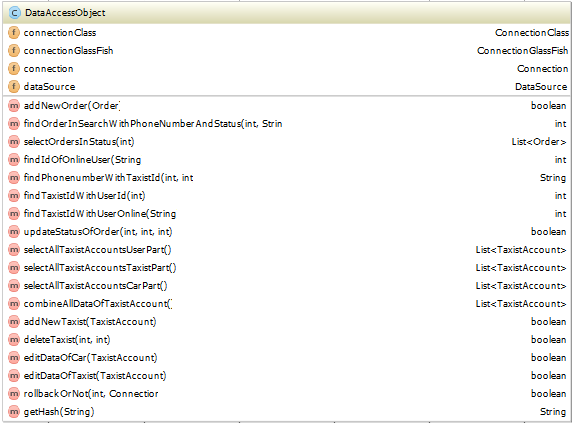 C DataAccessObject
f connectionClass ConnectionClass
f connectionGlassFish ConnectionGlassFish
f connection Connection
f dataSource DataSource
m addNewOrder(Order) boolean
m findOrderInSearchWithPhoneNumberAndStatus(int, Strin int
m selectOrdersInStatus(int) List<Order>
m findIdOfOnlineUser(String int
m findPhonenumberWithTaxistId(int, int String
m findTaxistIdWithUserId(int) int
m findTaxistIdWithUserOnline(String int
m updateStatusOfOrder(int, int, int) boolean
m selectAllTaxistAccountsUserPart() List<TaxistAccount>
m selectAllTaxistAccountsTaxistPart() List<TaxistAccount>
m selectAllTaxistAccountsCarPart() List<TaxistAccount>
m combineAllDataOfTaxistAccount( List<TaxistAccount>
m addNewTaxist(TaxistAccount) boolean
m deleteTaxist(int, int) boolean
m editDataOfCar(TaxistAccount) boolean
m editDataOfTaxist(TaxistAccount) boolean
m rollbackOrNot(int, Connection boolean
m getHash(String) String